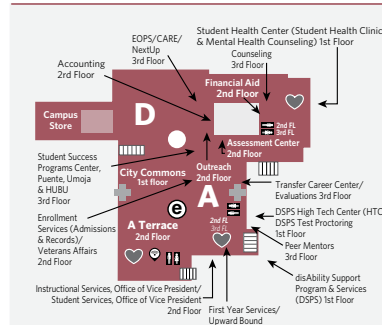 Student Health Center (Student Health Clinic
& Mental Health Counseling) 1st Floor
EOPS/CARE/
NextUp
3rd Floor
Counseling
3rd Floor
Accounting
2nd Floor
Financial Aid
2nd Floor
D
Campus
Store
2nd FL
3rd FL
Assessment Center
2nd Floor
Student Success
Programs Center,
Puente, Umoja
& HUBU
3rd Floor
City Commons
1st floor
Outreach
2nd Floor
A
Transfer Career Center/
Evaluations 3rd Floor
Enrollment
Services (Admissions
& Records)/
Veterans Affairs
2nd Floor
e
A Terrace
2nd Floor
2nd FL
3rd FL
DSPS High Tech Center (HTC)
DSPS Test Proctoring
1st Floor
Peer Mentors
3rd Floor
disAbility Support
Program & Services
(DSPS) 1st Floor
Instructional Services, Office of Vice President/
Student Services, Office of Vice President
2nd Floor
First Year Services/
Upward Bound